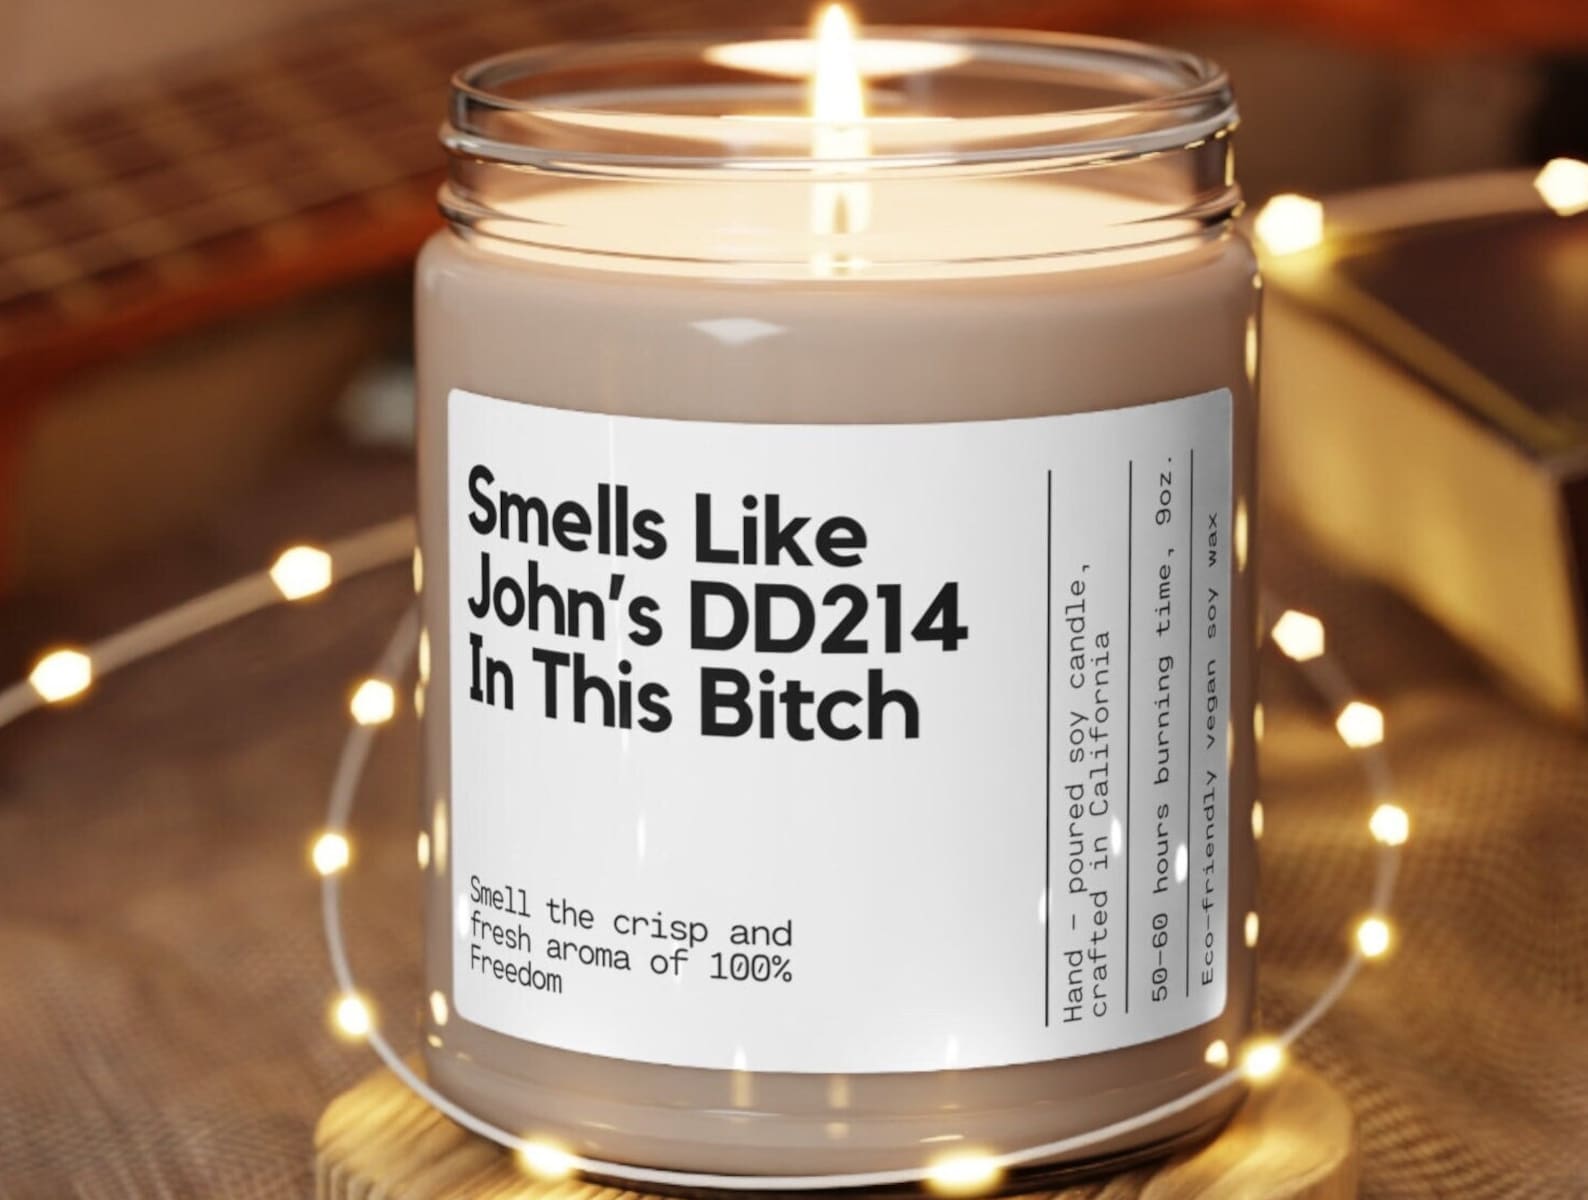 Smells Like
John's DD214
In This Bitch
Smell the crisp and
fresh aroma of 100%
Freedom
Hand - poured soy candle,
crafted in California
50-60 hours burning time, 9oz.
Eco-friendly vegan soy wax